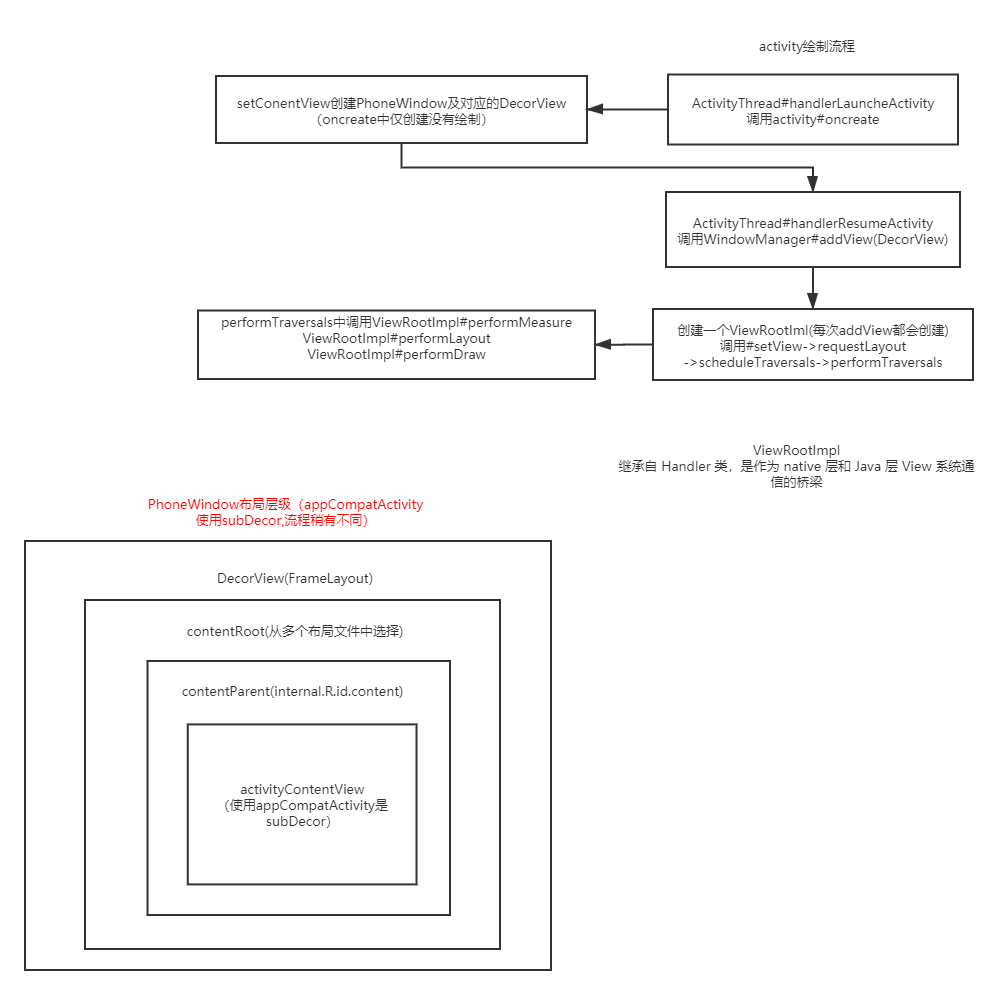 activity绘制流程
ActivityThread#handlerLauncheActivity
调用activity#oncreate
setConentView创建PhoneWindow及对应的DecorView
（oncreate中仅创建没有绘制）
ActivityThread#handlerResumeActivity
调用WindowManager#addView(DecorView)
创建一个ViewRootIml(每次addView都会创建)
调用#setView->requestLayout
->scheduleTraversals->performTraversals
performTraversals中调用ViewRootImpl#performMeasure
ViewRootImpl#performLayout
ViewRootImpl#performDraw
ViewRootImpl
继承自 Handler 类，是作为 native 层和 Java 层 View 系统通
信的桥梁
PhoneWindow布局层级（appCompatActivity
使用subDecor,流程稍有不同）
DecorView(FrameLayout)
contentRoot(从多个布局文件中选择)
contentParent(internal.R.id.content)
activityContentView
（使用appCompatActivity是
subDecor）